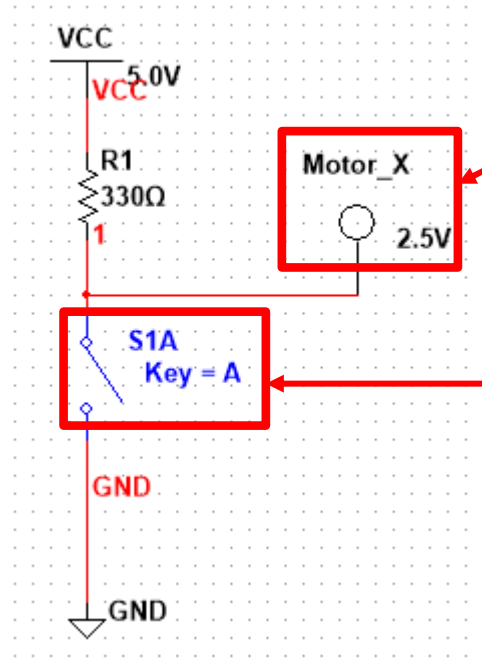 VCC
5.0V
VCC
R1
330Ω
1
Motor_X
2.5V
S1A
Key = A
GND
GND